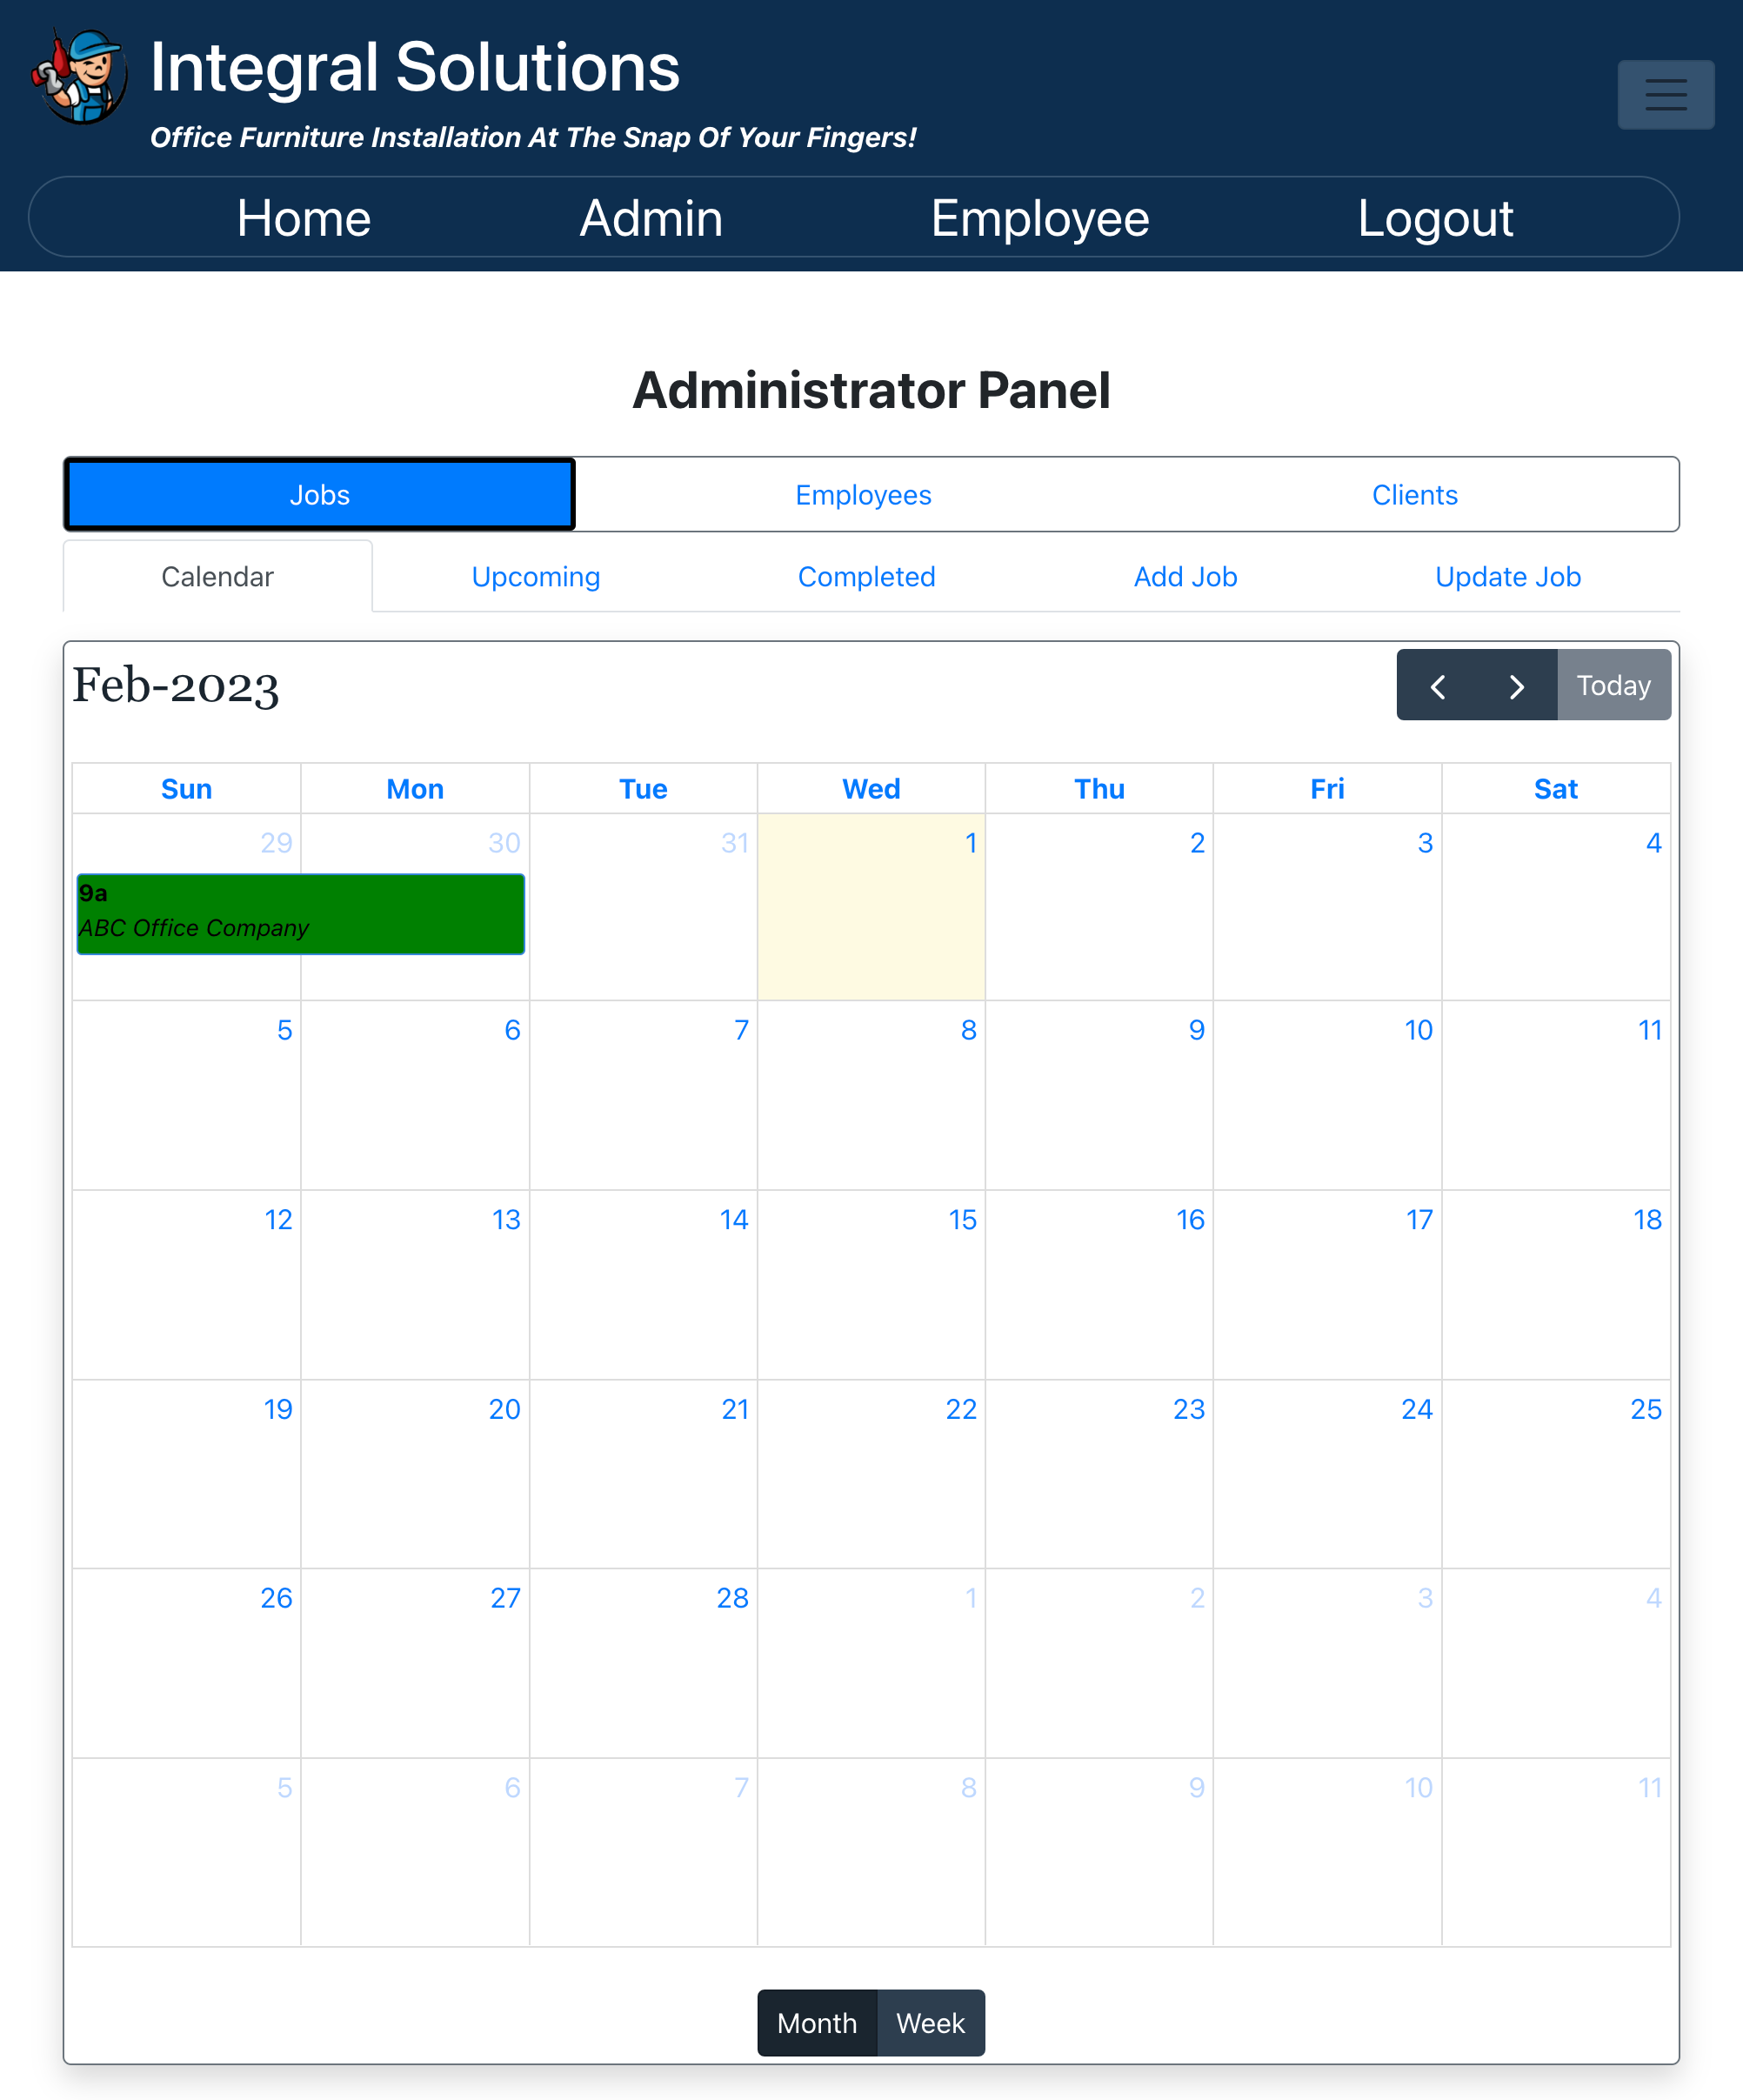 Integral Solutions
Office Furniture Installation At The Snap Of Your Fingers!
Home Admin Employee Logout
Administrator Panel
Jobs Employees Clients
Calendar Upcoming Completed Add Job Update Job
Feb-2023 Today
Sun Mon Tue Wed Thu Fri Sat
29 30 31 1 2 3 4
9a
ABC Office Company
5 6 7 8 9 10 11
12 13 14 15 16 17 18
19 20 21 22 23 24 25
26 27 28 1 2 3 4
5 6 7 8 9 10 11
Month Week